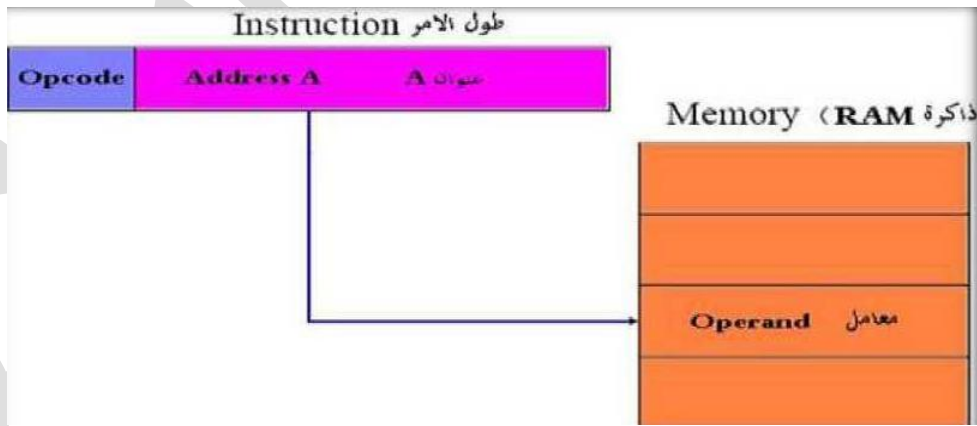 Instruction طول الامر
Opcode Address A عنوان A
Memory (RAM ذاكرة
Operand معامل